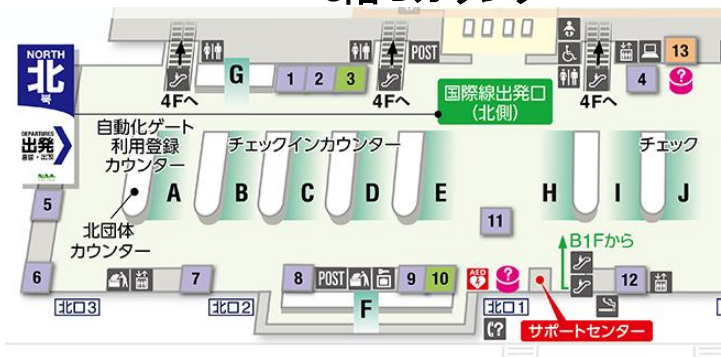 NORTH
北
DEPARTURES
出発
NAA
G
1
2
3
4Fへ
POST
4Fへ
4Fへ
4
13
国際線出発口
(北側)
自動化ゲート
利用登録
カウンター
チェックインカウンター
チェック
A
B
C
D
E
H
I
J
北団体
カウンター
5
6
7
8
POST
9
10
AED
11
B1Fから
12
F
北口3
北口2
北口1
サポートセンター